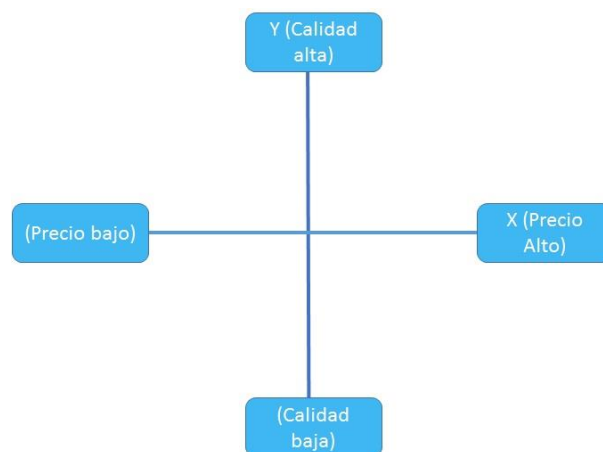 Y (Calidad
alta)
(Precio bajo)
X (Precio
Alto)
(Calidad
baja)